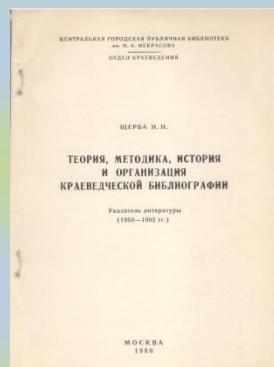 ЦЕНТРАЛЬНАЯ ГОРОДСКАЯ ПУБЛИЧНАЯ БИБЛИОТЕКА
им. Н. А. НЕКРАСОВА
ОТДЕЛ КРАЕВЕДЕНИЯ
ЩЕРБА Н. Н.
ТЕОРИЯ, МЕТОДИКА, ИСТОРИЯ
И ОРГАНИЗАЦИЯ
КРАЕВЕДЧЕСКОЙ БИБЛИОГРАФИИ
Указатель литературы
(1958—1985 гг.)
МОСКВА
1986